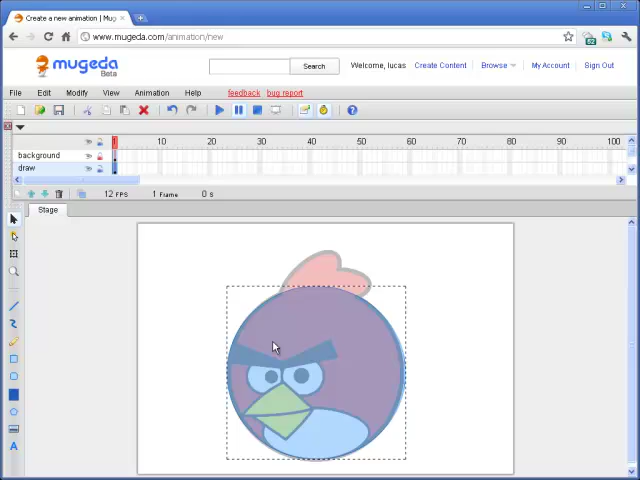 Create a new animation | Mug
www.mugeda.com/animation/new
mugeda
Beta
Search
Welcome, lucas
Create Content
Browse
My Account
Sign Out
File
Edit
Modify
View
Animation
Help
feedback
bug report
10
20
30
40
50
60
70
80
90
100
background
draw
12 FPS
1 Frame
0 s
Stage
A